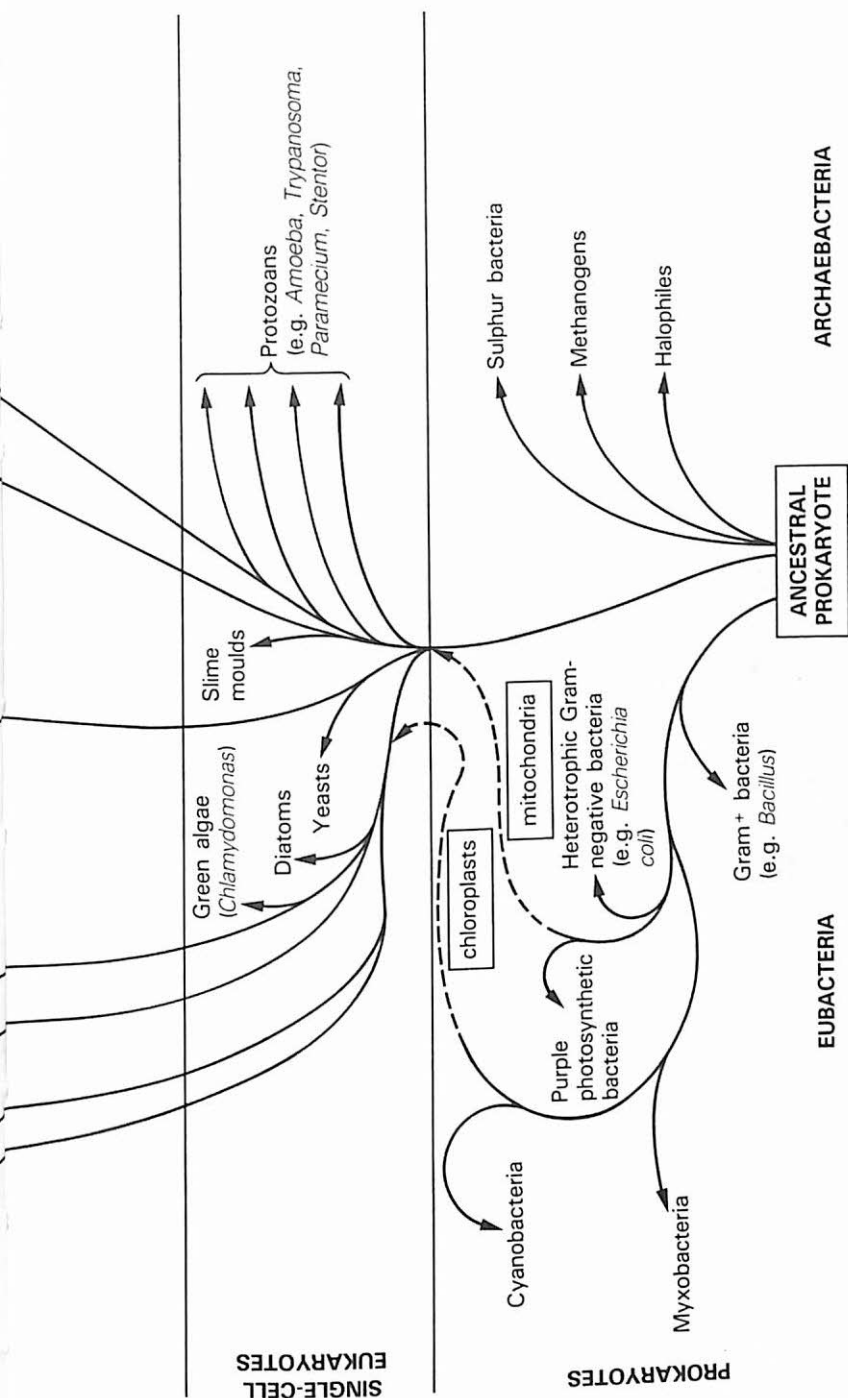 SINGLE-CELL
EUKARYOTES
Green algae
(Chlamydomonas)
Diatoms
Yeasts
Slime
moulds
Protozoans
(e.g. Amoeba, Trypanosoma,
Paramecium, Stentor)
PROKARYOTES
Cyanobacteria
Myxobacteria
chloroplasts
Purple
photosynthetic
bacteria
mitochondria
Heterotrophic Gram-
negative bacteria
(e.g. Escherichia
coli)
Gram⁺ bacteria
(e.g. Bacillus)
Sulphur bacteria
Methanogens
Halophiles
ANCESTRAL
PROKARYOTE
EUBACTERIA
ARCHAEBACTERIA